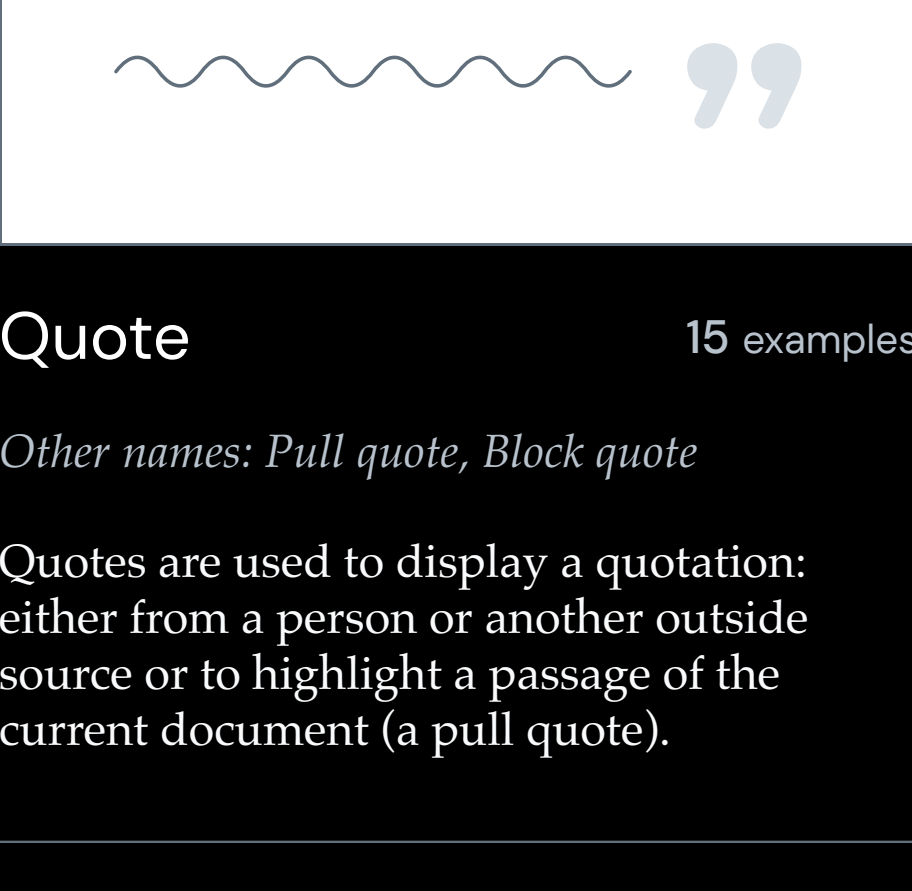 Quote
15 examples
Other names: Pull quote, Block quote
Quotes are used to display a quotation:
either from a person or another outside
source or to highlight a passage of the
current document (a pull quote).